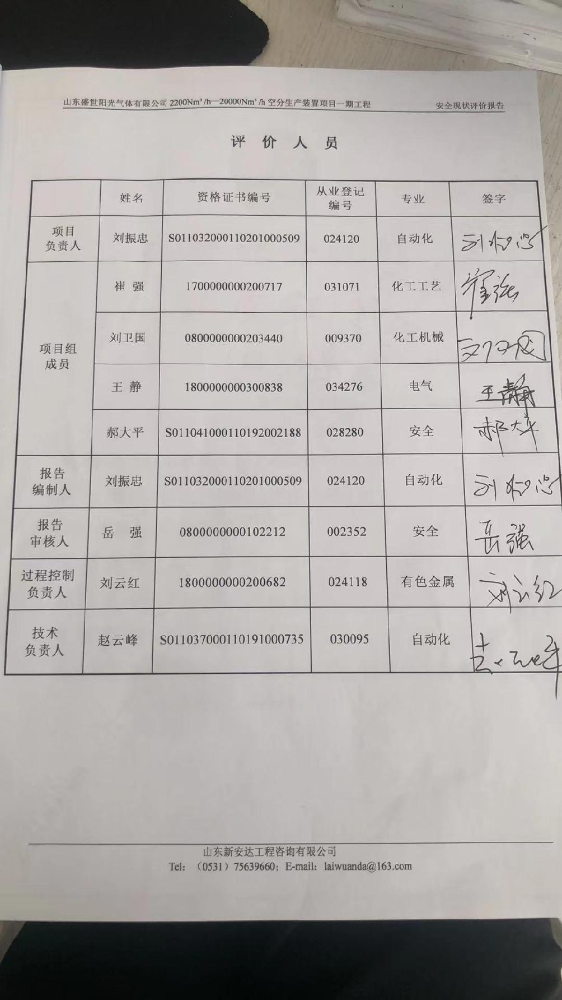 山东盛世阳光气体有限公司 2200Nm³/h—20000Nm³/h 空分生产装置项目一期工程 安全现状评价报告
评 价 人 员
姓名 资格证书编号 从业登记编号 专业 签字
项目负责人 刘振忠 S011032000110201000509 024120 自动化 刘振忠
项目组成员 崔 强 1700000000200717 031071 化工工艺 崔强
刘卫国 0800000000203440 009370 化工机械 刘卫国
王 静 1800000000300838 034276 电气 王静
郝大平 S011041000110192002188 028280 安全 郝大平
报告编制人 刘振忠 S011032000110201000509 024120 自动化 刘振忠
报告审核人 岳 强 0800000000102212 002352 安全 岳强
过程控制负责人 刘云红 1800000000200682 024118 有色金属 刘云红
技术负责人 赵云峰 S011037000110191000735 030095 自动化 赵云峰
山东新安达工程咨询有限公司
Tel：（0531）75639660；E-mail：laiwuanda@163.com